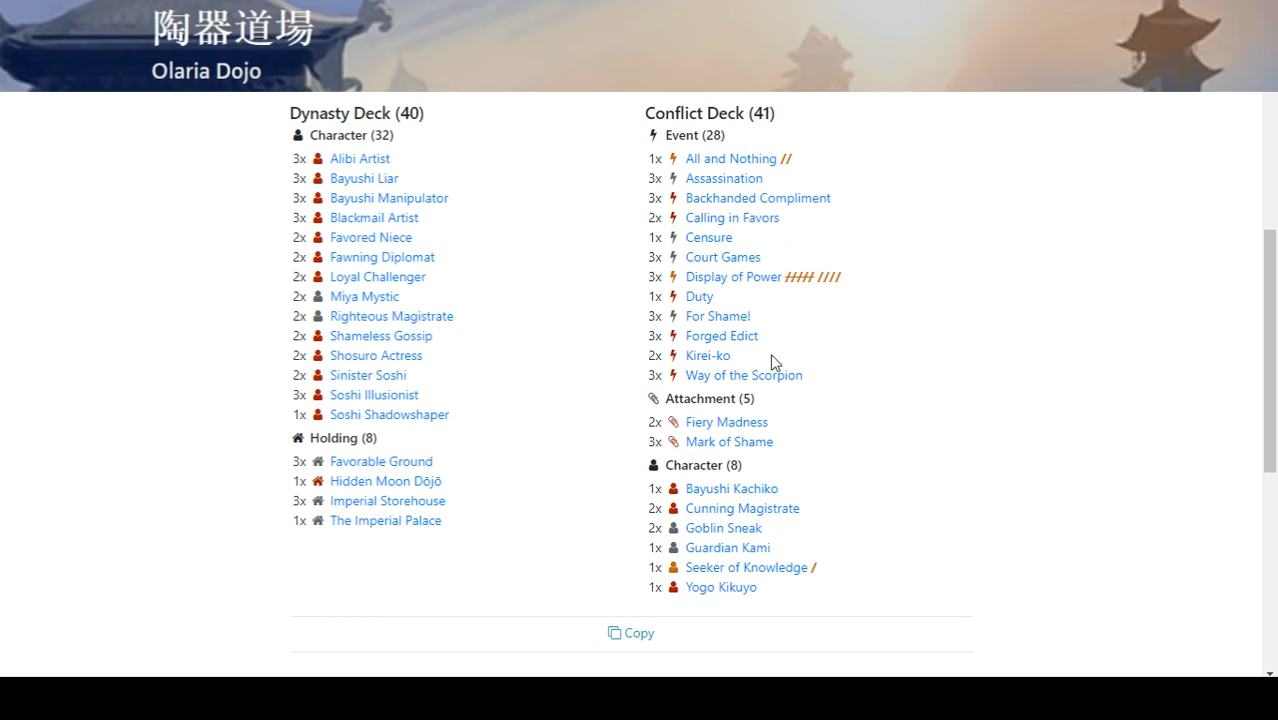 陶器道場
Olaria Dojo
Dynasty Deck (40)
Character (32)
3x Alibi Artist
3x Bayushi Liar
3x Bayushi Manipulator
3x Blackmail Artist
2x Favored Niece
2x Fawning Diplomat
2x Loyal Challenger
2x Miya Mystic
2x Righteous Magistrate
2x Shameless Gossip
2x Shosuro Actress
2x Sinister Soshi
3x Soshi Illusionist
1x Soshi Shadowshaper
Holding (8)
3x Favorable Ground
1x Hidden Moon Dōjō
3x Imperial Storehouse
1x The Imperial Palace
Conflict Deck (41)
Event (28)
1x All and Nothing //
3x Assassination
3x Backhanded Compliment
2x Calling in Favors
1x Censure
3x Court Games
3x Display of Power ///// ////
1x Duty
3x For Shame!
3x Forged Edict
2x Kirei-ko
3x Way of the Scorpion
Attachment (5)
2x Fiery Madness
3x Mark of Shame
Character (8)
1x Bayushi Kachiko
2x Cunning Magistrate
2x Goblin Sneak
1x Guardian Kami
1x Seeker of Knowledge /
1x Yogo Kikuyo
Copy